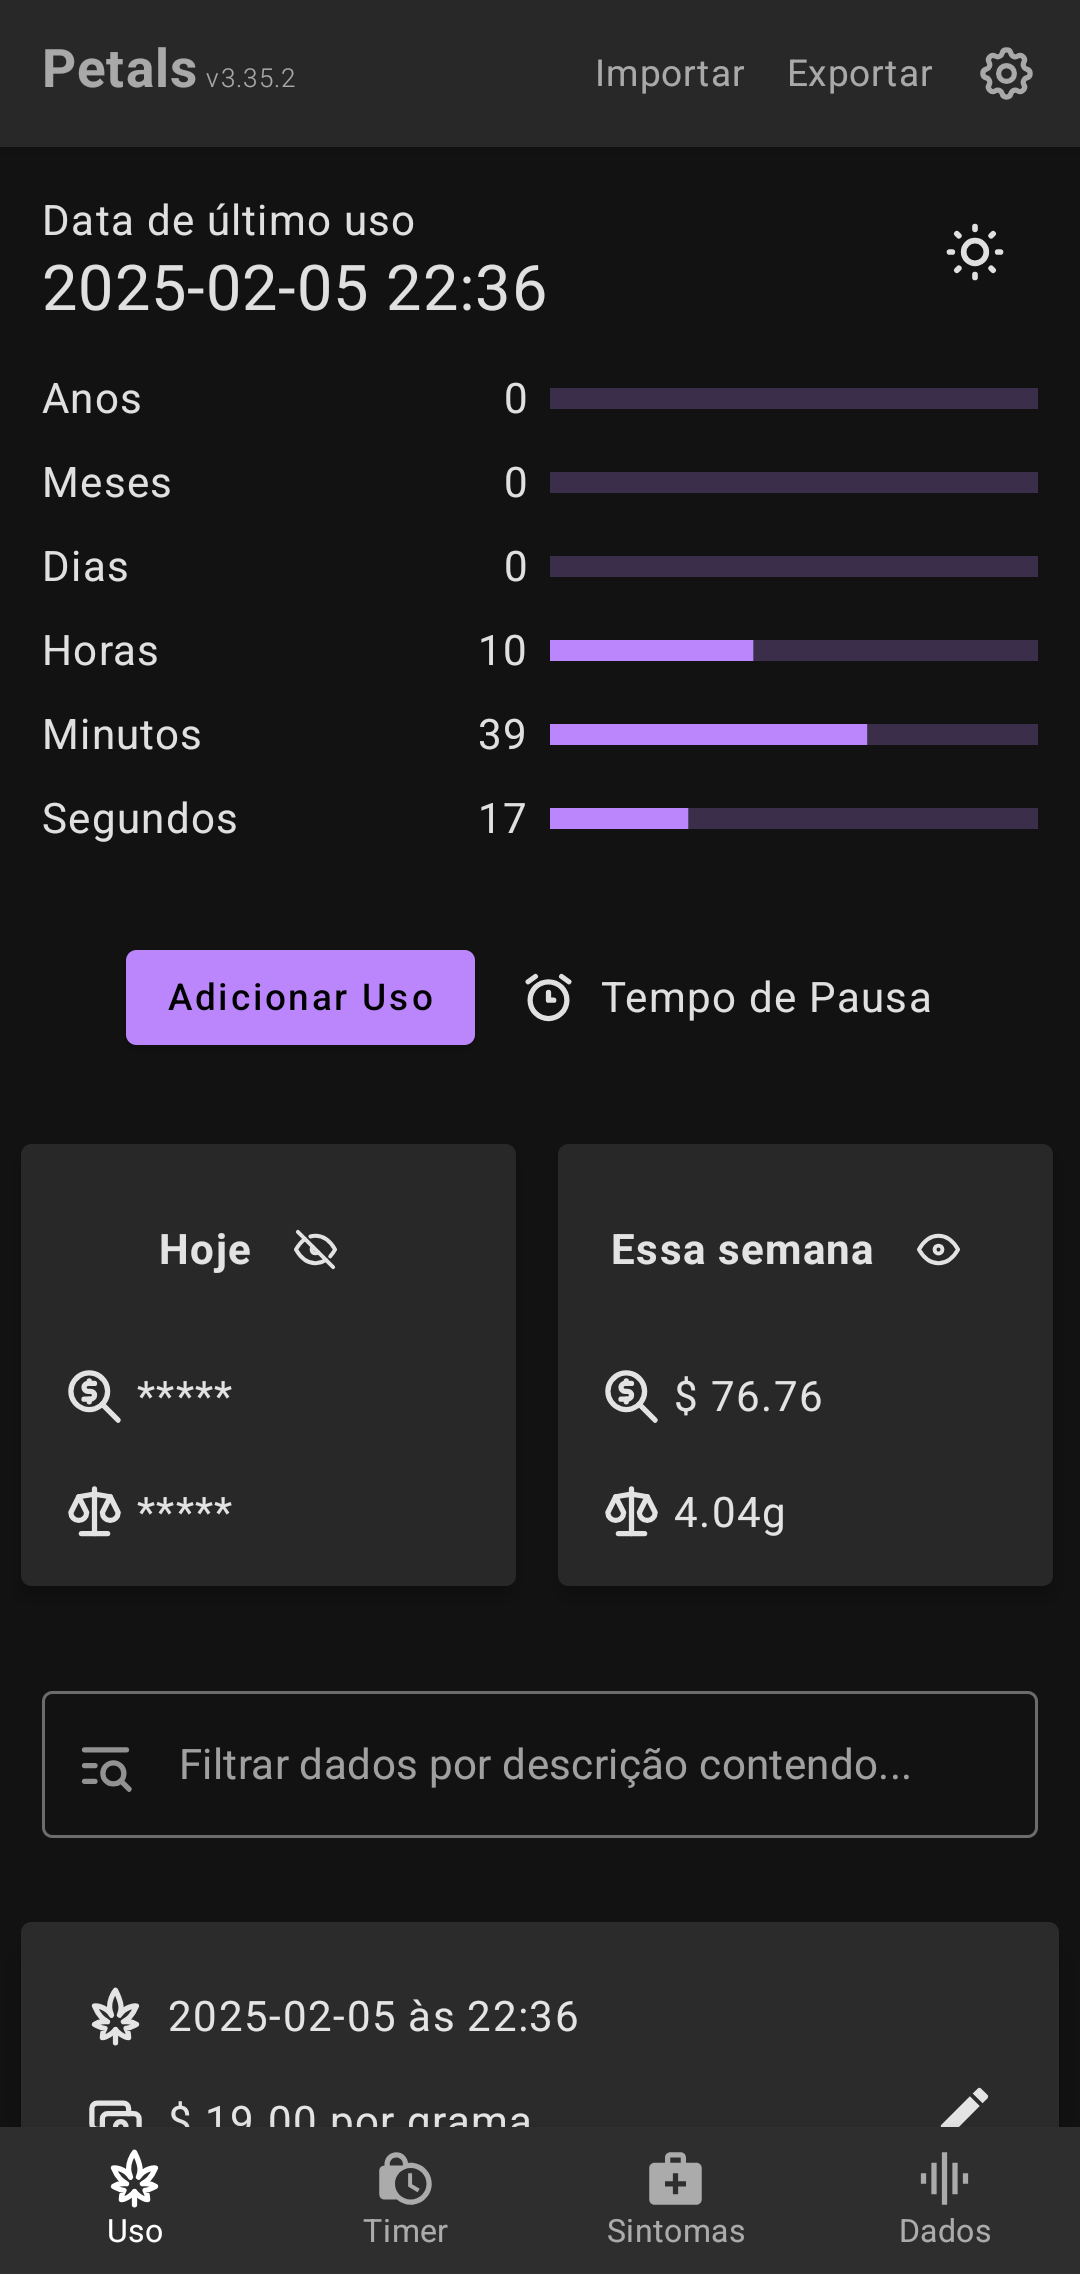 Petals v3.35.2 Importar Exportar
Data de último uso
2025-02-05 22:36
Anos 0
Meses 0
Dias 0
Horas 10
Minutos 39
Segundos 17
Adicionar Uso Tempo de Pausa
Hoje
*****
*****
Essa semana
$ 76.76
4.04g
Filtrar dados por descrição contendo...
2025-02-05 às 22:36
$ 19.00 por grama
Uso Timer Sintomas Dados